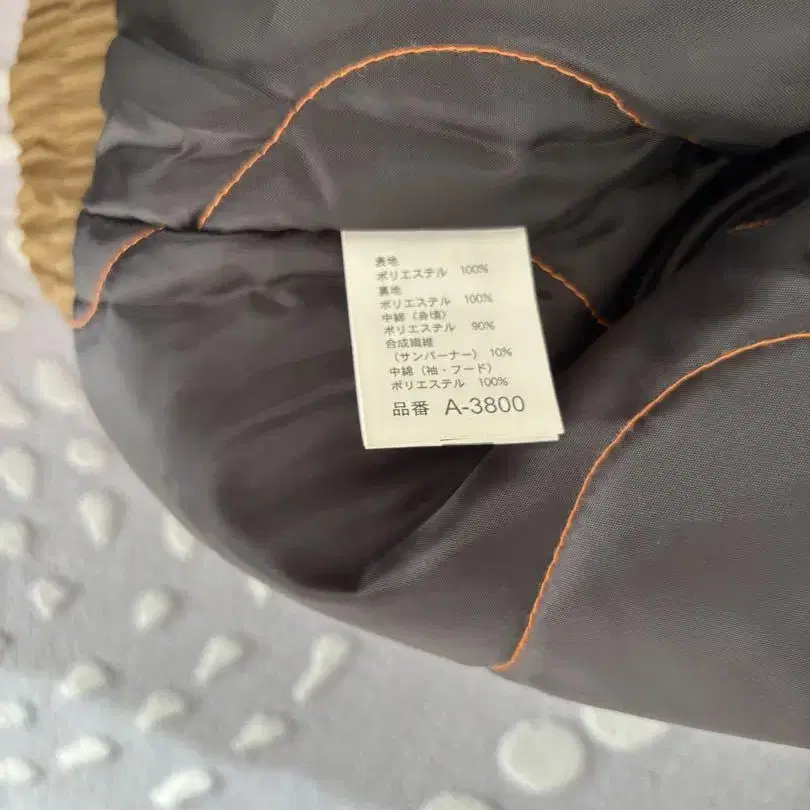 表地
ポリエステル 100%
裏地
ポリエステル 100%
中綿（身頃）
ポリエステル 90%
合成繊維
（サンバーナー）10%
中綿（袖・フード）
ポリエステル 100%
品番 A-3800